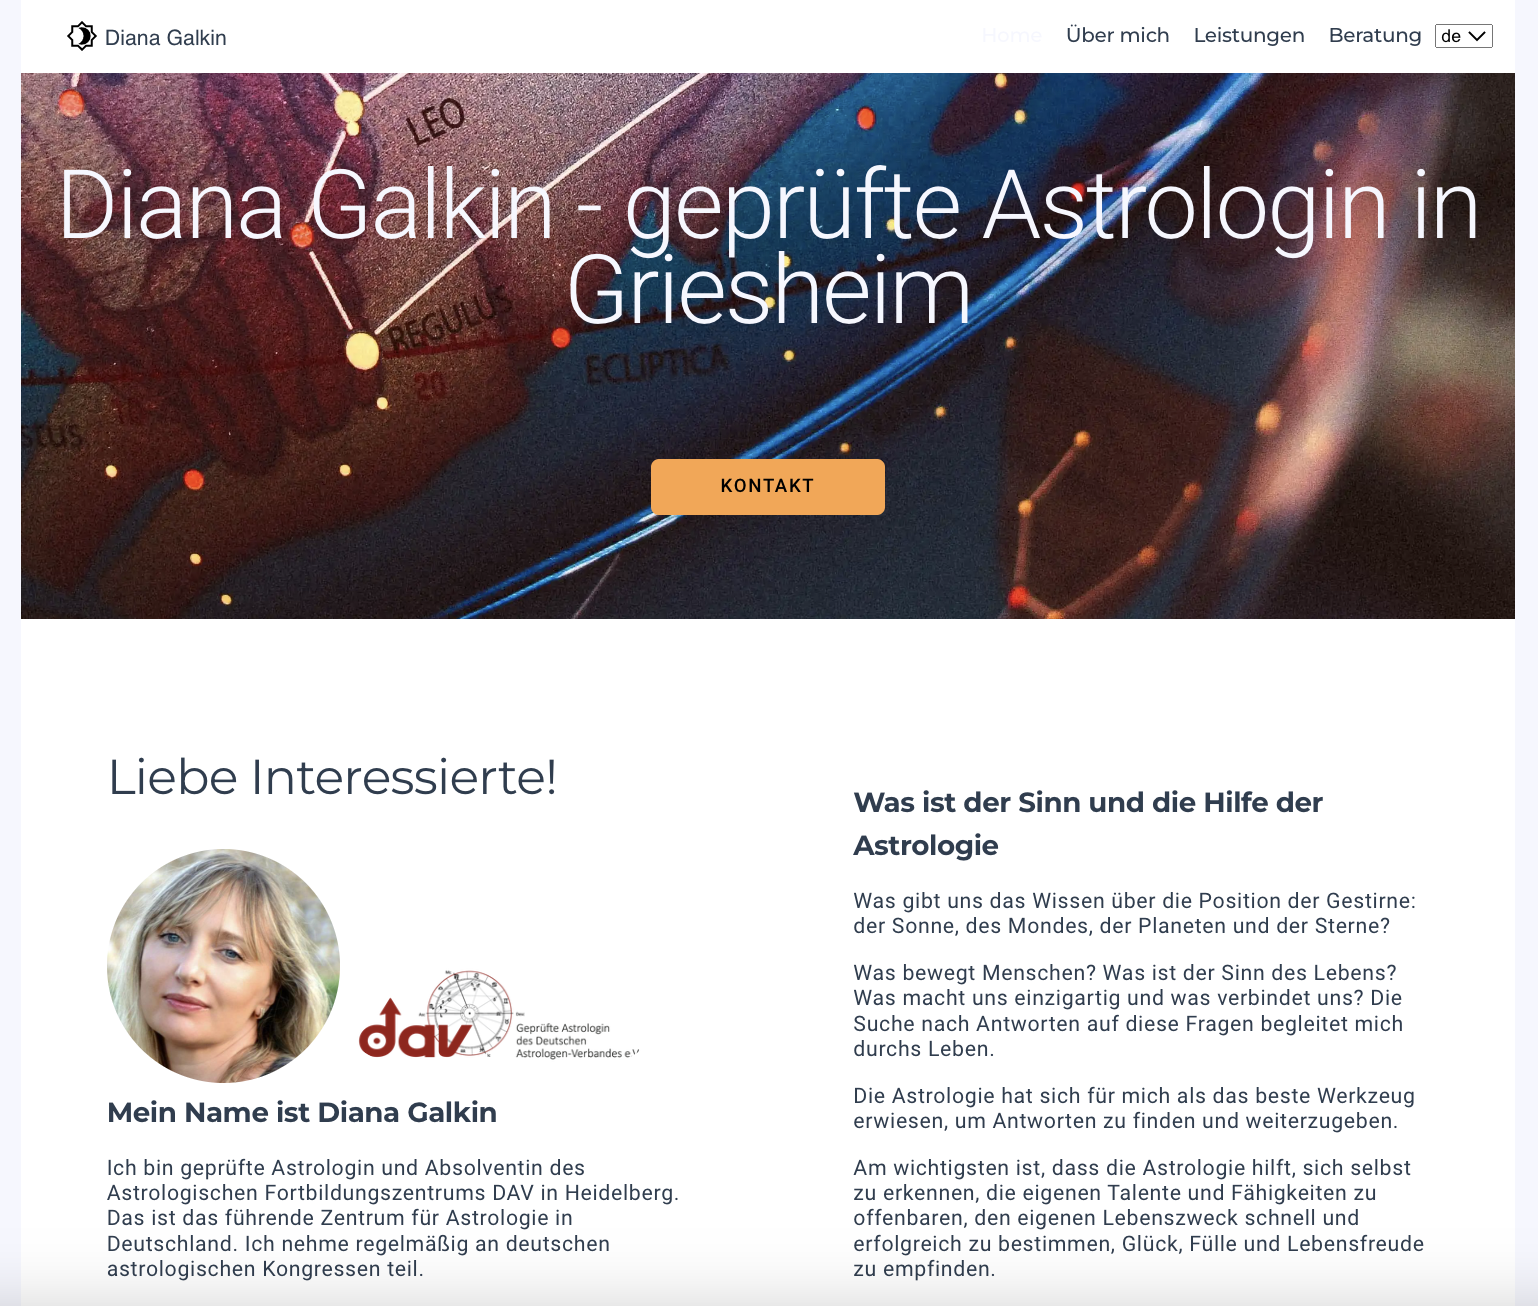 Diana Galkin
Home Über mich Leistungen Beratung de
LEO
Diana Galkin - geprüfte Astrologin in
Griesheim
REGULUS
ECLIPTICA
20
KONTAKT
Liebe Interessierte!
dav
Geprüfte Astrologin
des Deutschen
Astrologen-Verbandes e.V.
Mein Name ist Diana Galkin
Ich bin geprüfte Astrologin und Absolventin des
Astrologischen Fortbildungszentrums DAV in Heidelberg.
Das ist das führende Zentrum für Astrologie in
Deutschland. Ich nehme regelmäßig an deutschen
astrologischen Kongressen teil.
Was ist der Sinn und die Hilfe der
Astrologie
Was gibt uns das Wissen über die Position der Gestirne:
der Sonne, des Mondes, der Planeten und der Sterne?
Was bewegt Menschen? Was ist der Sinn des Lebens?
Was macht uns einzigartig und was verbindet uns? Die
Suche nach Antworten auf diese Fragen begleitet mich
durchs Leben.
Die Astrologie hat sich für mich als das beste Werkzeug
erwiesen, um Antworten zu finden und weiterzugeben.
Am wichtigsten ist, dass die Astrologie hilft, sich selbst
zu erkennen, die eigenen Talente und Fähigkeiten zu
offenbaren, den eigenen Lebenszweck schnell und
erfolgreich zu bestimmen, Glück, Fülle und Lebensfreude
zu empfinden.